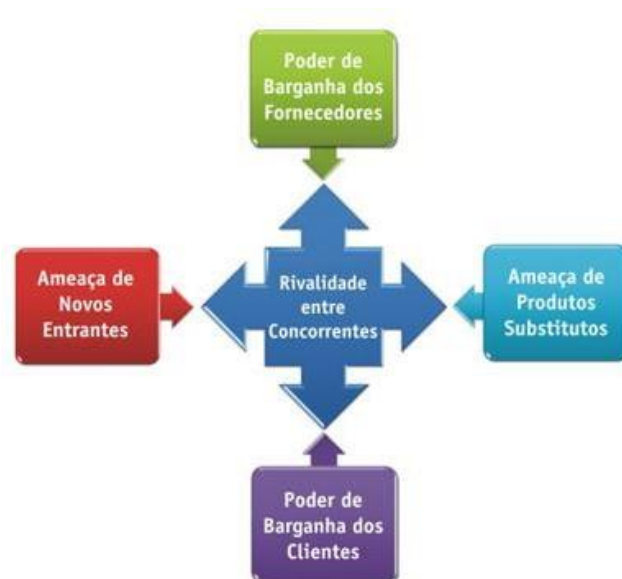 Poder de
Barganha dos
Fornecedores
Ameaça de
Novos
Entrantes
Rivalidade
entre
Concorrentes
Ameaça de
Produtos
Substitutos
Poder de
Barganha dos
Clientes